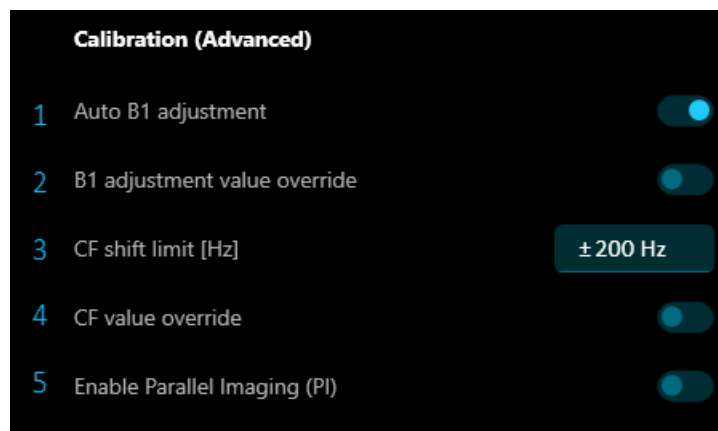 Calibration (Advanced)
1 Auto B1 adjustment
2 B1 adjustment value override
3 CF shift limit [Hz] ±200 Hz
4 CF value override
5 Enable Parallel Imaging (PI)